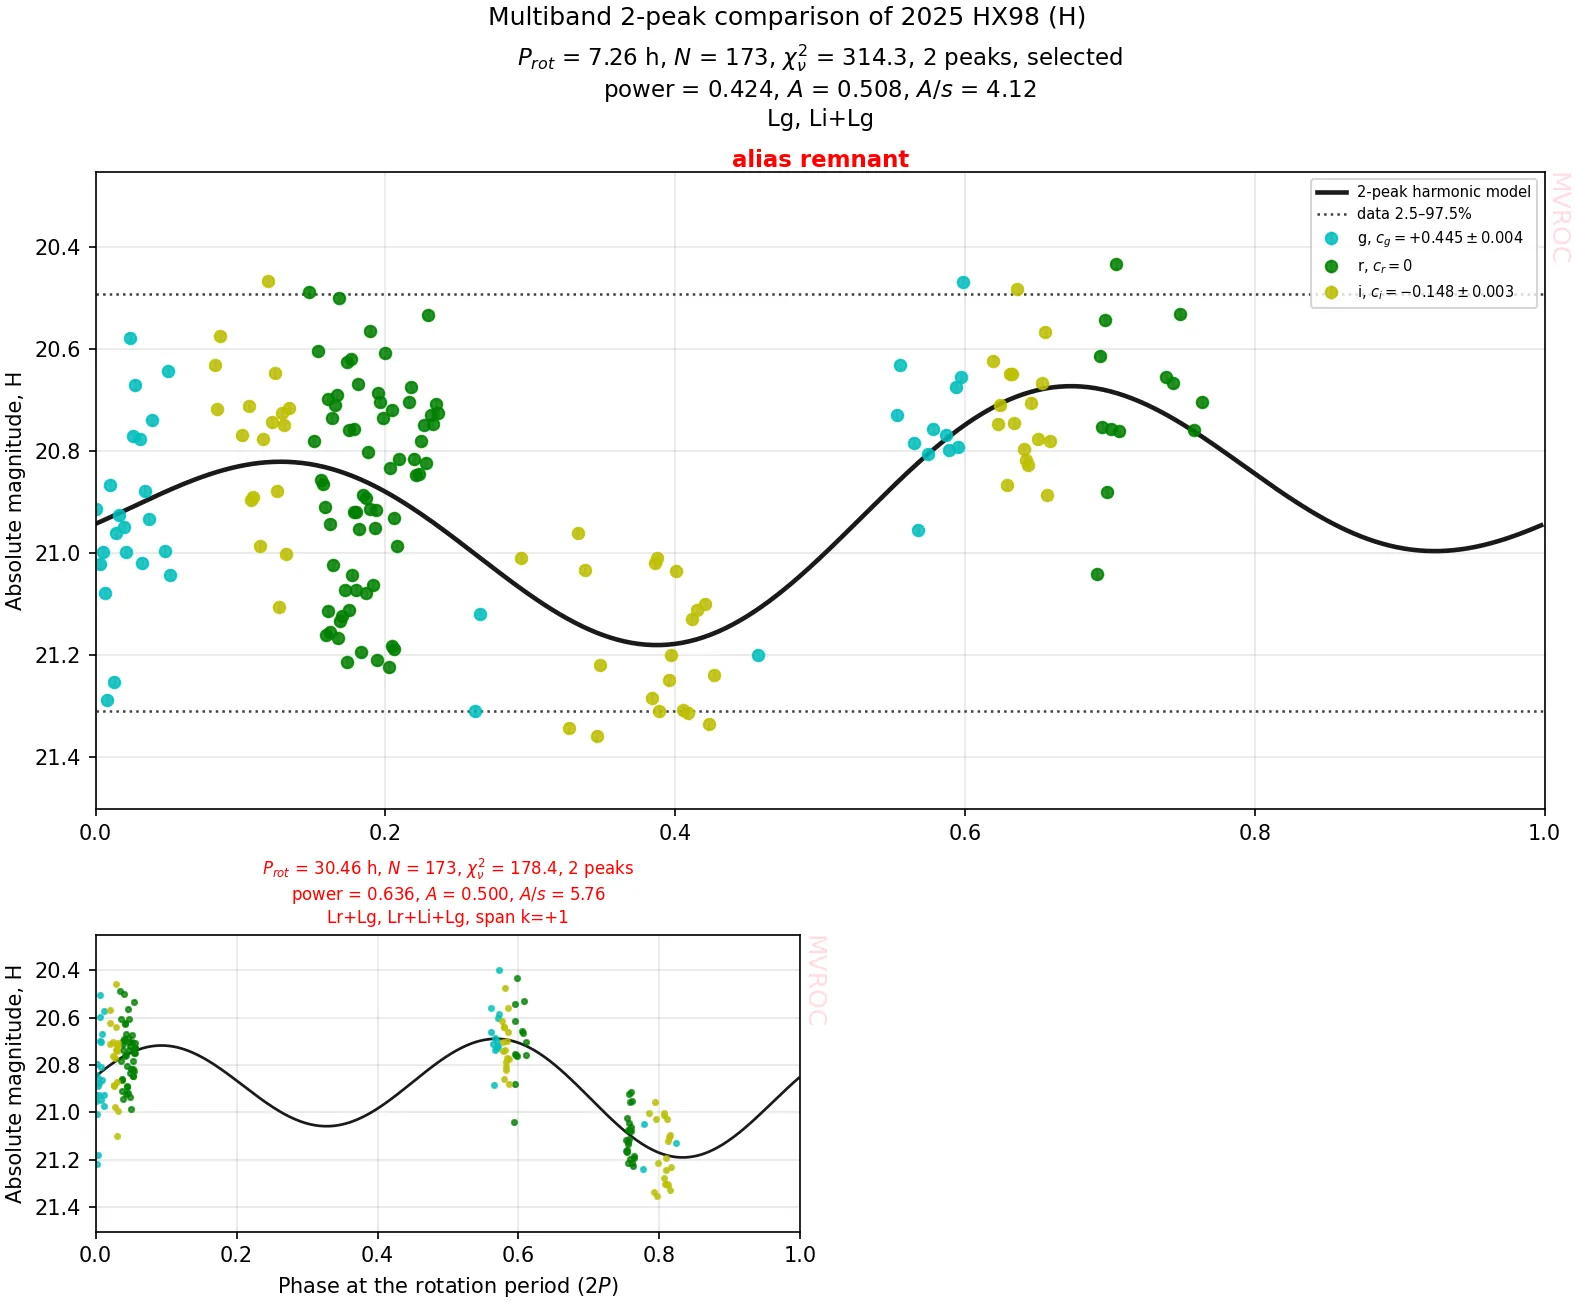 Multiband 2-peak comparison of 2025 HX98 (H)
P_rot = 7.26 h, N = 173, χ²_ν = 314.3, 2 peaks, selected
power = 0.424, A = 0.508, A/s = 4.12
Lg, Li+Lg
alias remnant
2-peak harmonic model
data 2.5–97.5%
g, c_g = +0.445 ± 0.004
r, c_r = 0
i, c_i = −0.148 ± 0.003
MVROC
Absolute magnitude, H
20.4
20.6
20.8
21.0
21.2
21.4
0.0 0.2 0.4 0.6 0.8 1.0
P_rot = 30.46 h, N = 173, χ²_ν = 178.4, 2 peaks
power = 0.636, A = 0.500, A/s = 5.76
Lr+Lg, Lr+Li+Lg, span k=+1
MVROC
Absolute magnitude, H
20.4
20.6
20.8
21.0
21.2
21.4
0.0 0.2 0.4 0.6 0.8 1.0
Phase at the rotation period (2P)